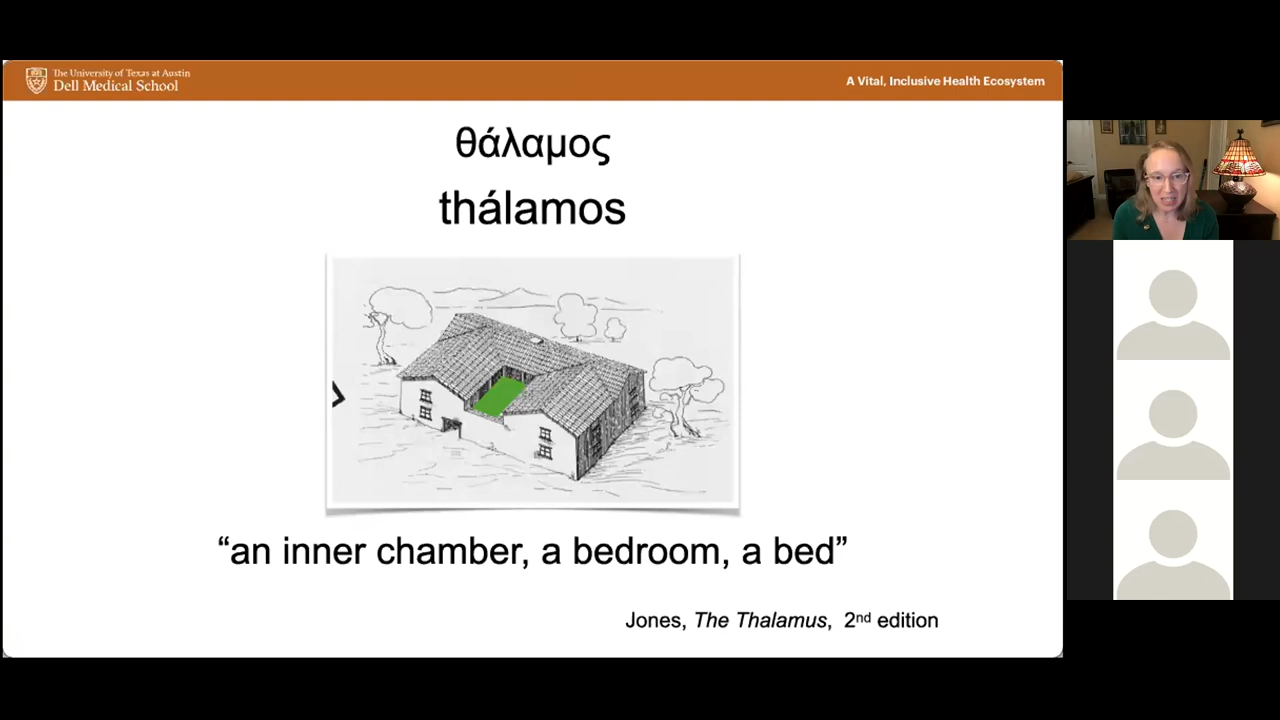 The University of Texas at Austin
Dell Medical School
A Vital, Inclusive Health Ecosystem
θάλαμος
thálamos
“an inner chamber, a bedroom, a bed”
Jones, The Thalamus, 2nd edition